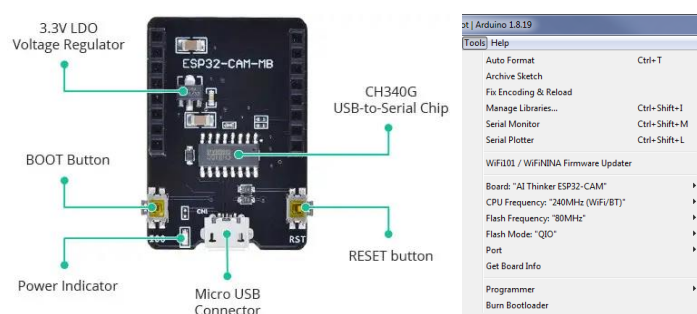 3.3V LDO
Voltage Regulator
ESP32-CAM-MB
CH340G
USB-to-Serial Chip
BOOT Button
IO0
RST
RESET button
Power Indicator
Micro USB
Connector
ot | Arduino 1.8.19
Tools Help
Auto Format Ctrl+T
Archive Sketch
Fix Encoding & Reload
Manage Libraries... Ctrl+Shift+I
Serial Monitor Ctrl+Shift+M
Serial Plotter Ctrl+Shift+L
WiFi101 / WiFiNINA Firmware Updater
Board: "AI Thinker ESP32-CAM"
CPU Frequency: "240MHz (WiFi/BT)"
Flash Frequency: "80MHz"
Flash Mode: "QIO"
Port
Get Board Info
Programmer
Burn Bootloader